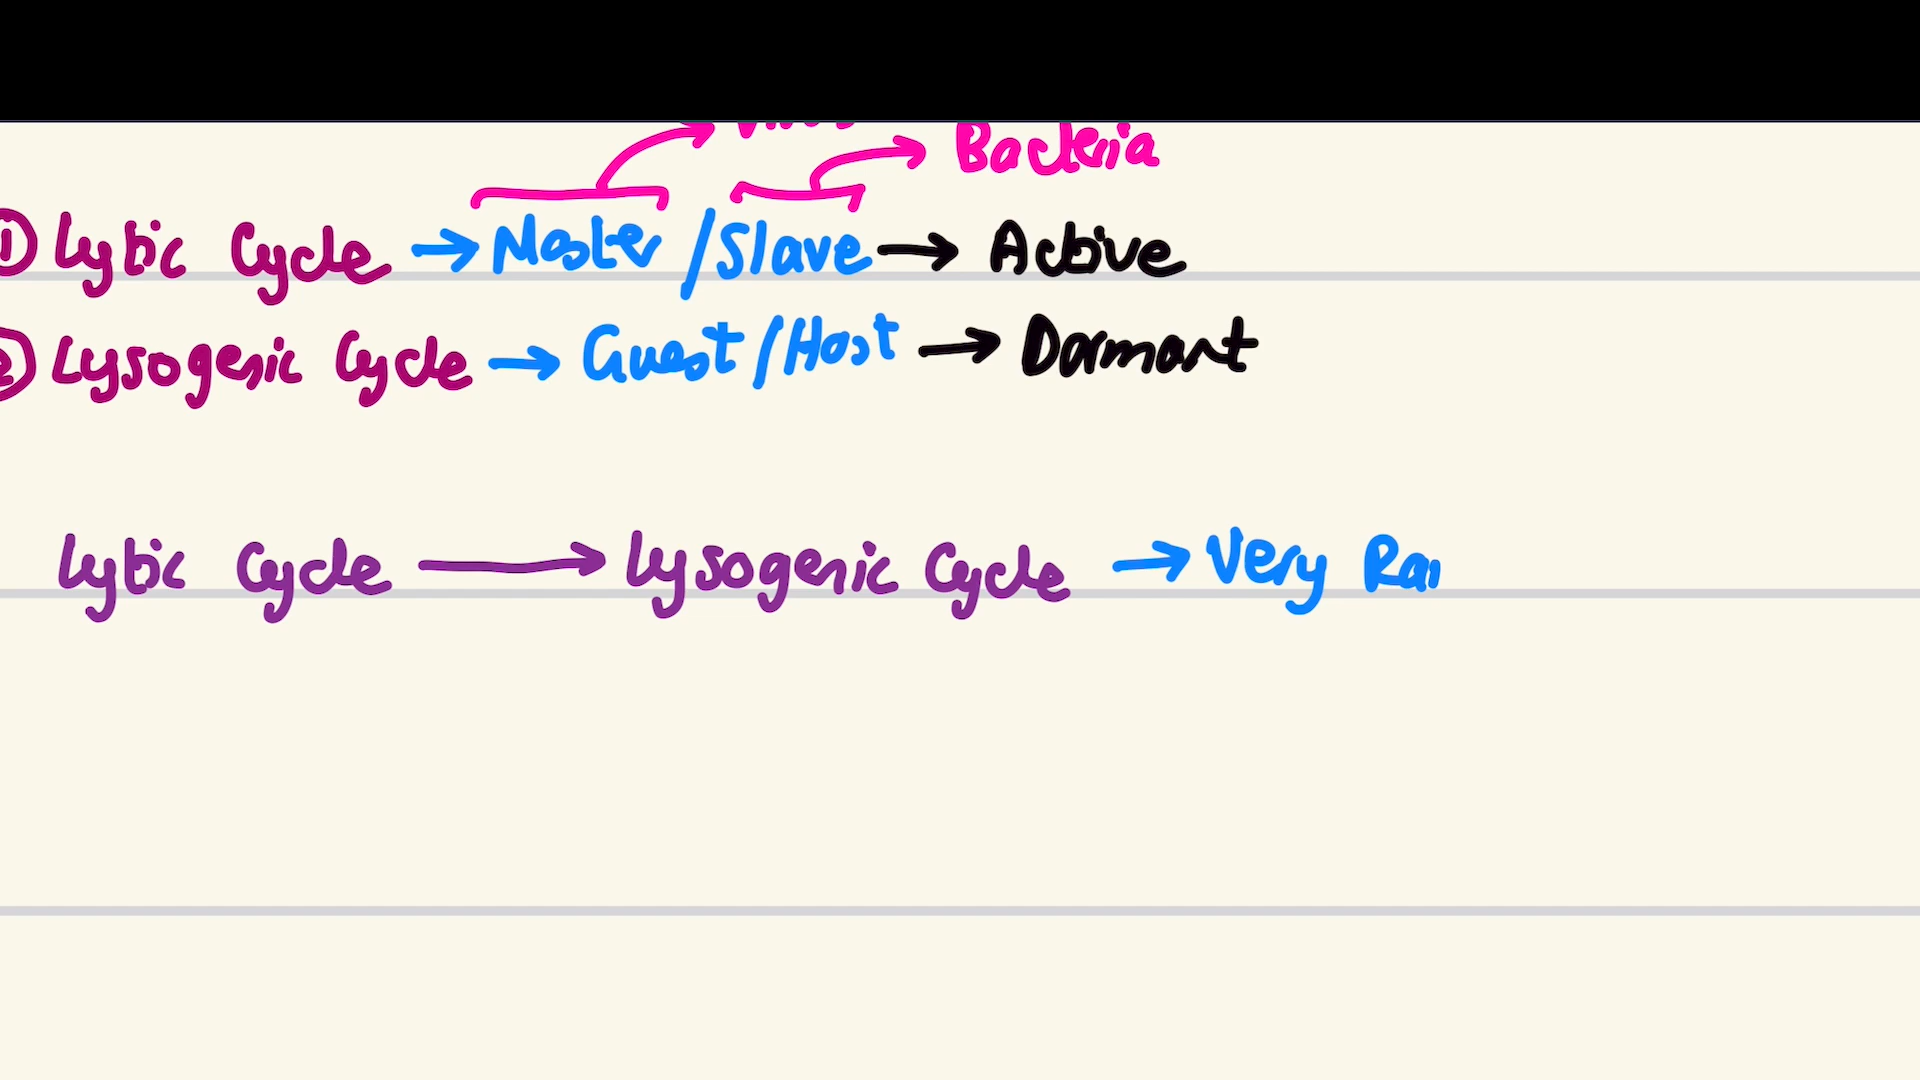 Bacteria
① Lytic Cycle → Master / Slave → Active
② Lysogenic Cycle → Guest / Host → Dormant
Lytic Cycle → Lysogenic Cycle → Very